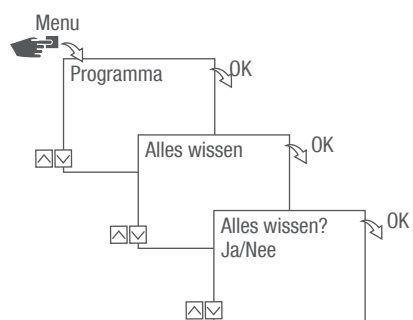 Menu
Programma
OK
Alles wissen
OK
Alles wissen?
Ja/Nee
OK